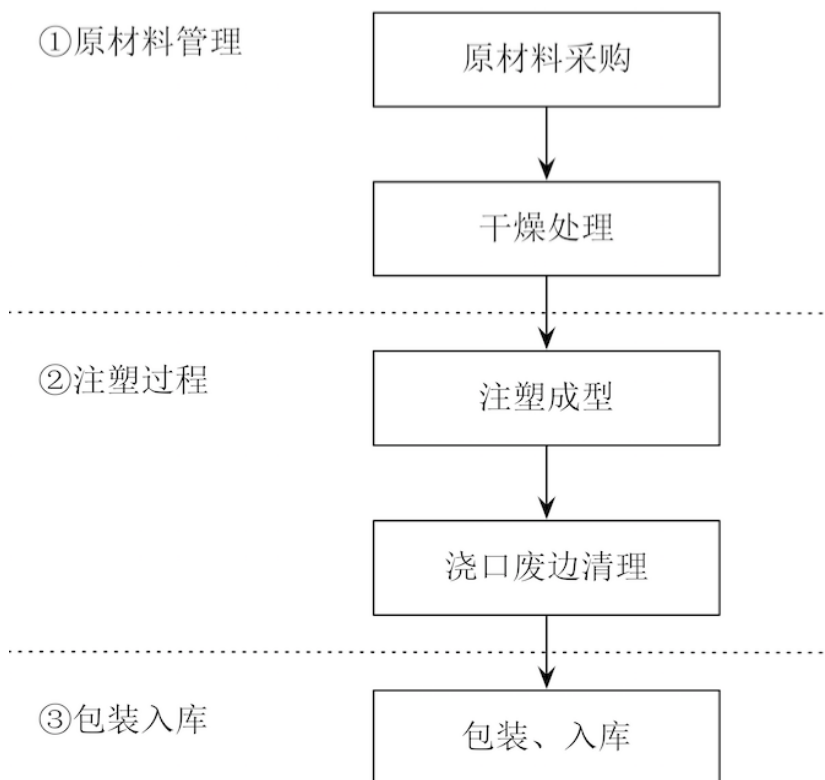 ①原材料管理
原材料采购
干燥处理
②注塑过程
注塑成型
浇口废边清理
③包装入库
包装、入库